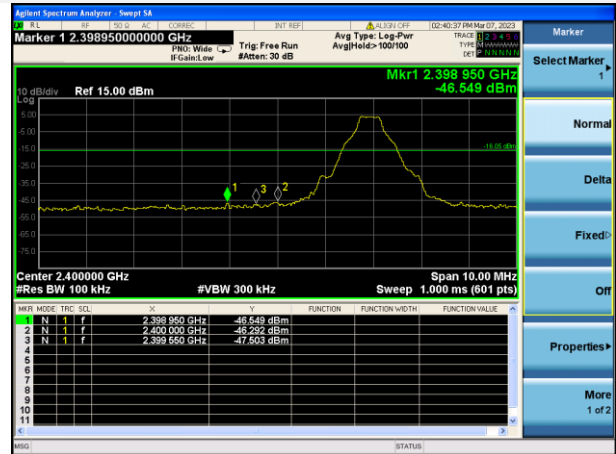 Agilent Spectrum Analyzer - Swept SA
RL RF 50 Ω AC CORREC INT REF ALIGN OFF 02:40:37 PM Mar 07, 2023
Marker 1 2.398950000000 GHz
PNO: Wide
IFGain:Low
Trig: Free Run
#Atten: 30 dB
Avg Type: Log-Pwr
Avg|Hold:>100/100
TRACE 1 2 3 4 5 6
TYPE M
DET P N N N N N
Mkr1 2.398 950 GHz
-46.549 dBm
10 dB/div Ref 15.00 dBm
Log
5.00
-5.00
-15.0
-25.0
-35.0
-45.0
-55.0
-65.0
-75.0
-16.05 dBm
1 3 2
Center 2.400000 GHz Span 10.00 MHz
#Res BW 100 kHz #VBW 300 kHz Sweep 1.000 ms (601 pts)
MKR MODE TRC SCL X Y FUNCTION FUNCTION WIDTH FUNCTION VALUE
1 N 1 f 2.398 950 GHz -46.549 dBm
2 N 1 f 2.400 000 GHz -46.292 dBm
3 N 1 f 2.399 550 GHz -47.503 dBm
4
5
6
7
8
9
10
11
MSG STATUS
Marker
Select Marker
1
Normal
Delta
Fixed
Off
Properties
More
1 of 2